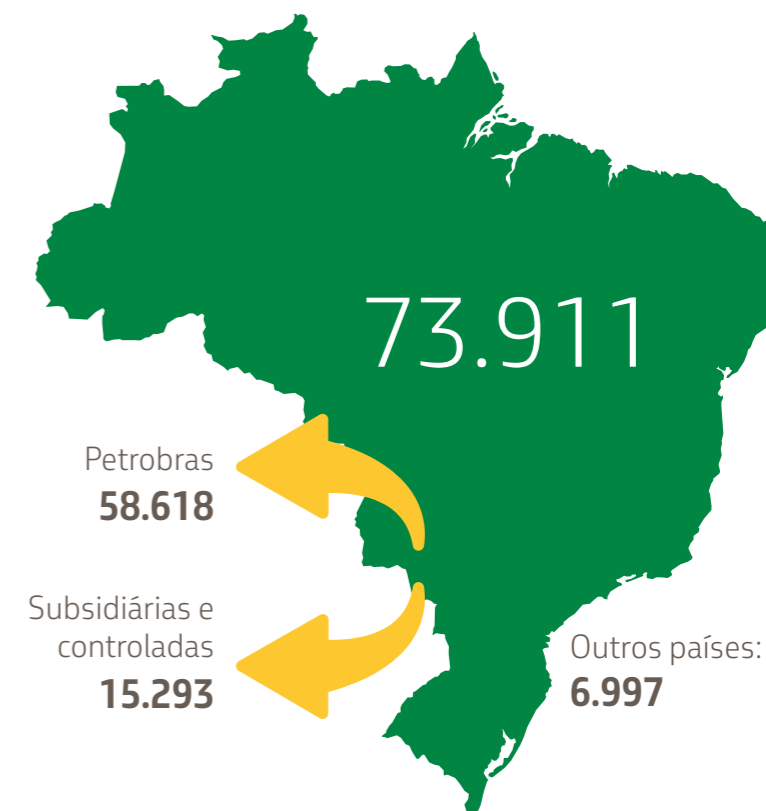 73.911
Petrobras
58.618
Subsidiárias e
controladas
15.293
Outros países:
6.997